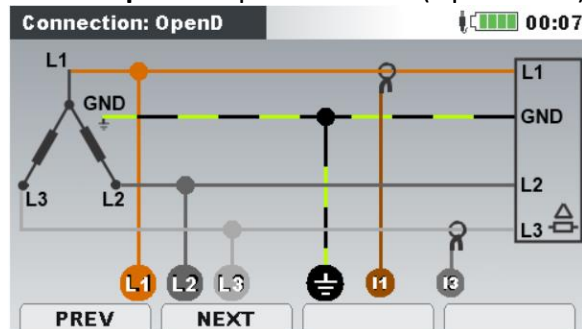 Connection: OpenD 00:07
L1 L1
GND GND
L3 L2 L2
L3
L1 L2 L3 I1 I3
PREV NEXT